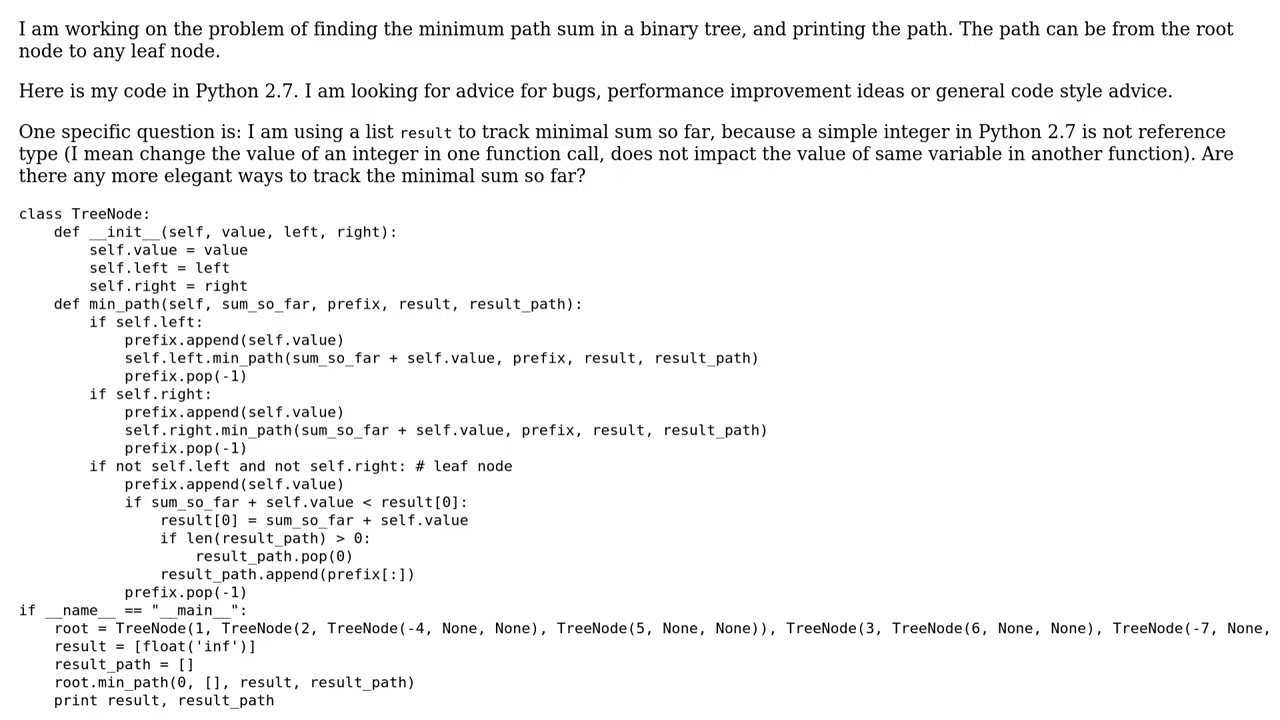 I am working on the problem of finding the minimum path sum in a binary tree, and printing the path. The path can be from the root
node to any leaf node.
Here is my code in Python 2.7. I am looking for advice for bugs, performance improvement ideas or general code style advice.
One specific question is: I am using a list result to track minimal sum so far, because a simple integer in Python 2.7 is not reference
type (I mean change the value of an integer in one function call, does not impact the value of same variable in another function). Are
there any more elegant ways to track the minimal sum so far?
class TreeNode:
    def __init__(self, value, left, right):
        self.value = value
        self.left = left
        self.right = right
    def min_path(self, sum_so_far, prefix, result, result_path):
        if self.left:
            prefix.append(self.value)
            self.left.min_path(sum_so_far + self.value, prefix, result, result_path)
            prefix.pop(-1)
        if self.right:
            prefix.append(self.value)
            self.right.min_path(sum_so_far + self.value, prefix, result, result_path)
            prefix.pop(-1)
        if not self.left and not self.right: # leaf node
            prefix.append(self.value)
            if sum_so_far + self.value < result[0]:
                result[0] = sum_so_far + self.value
                if len(result_path) > 0:
                    result_path.pop(0)
                result_path.append(prefix[:])
            prefix.pop(-1)
if __name__ == "__main__":
    root = TreeNode(1, TreeNode(2, TreeNode(-4, None, None), TreeNode(5, None, None)), TreeNode(3, TreeNode(6, None, None), TreeNode(-7, None,
    result = [float('inf')]
    result_path = []
    root.min_path(0, [], result, result_path)
    print result, result_path